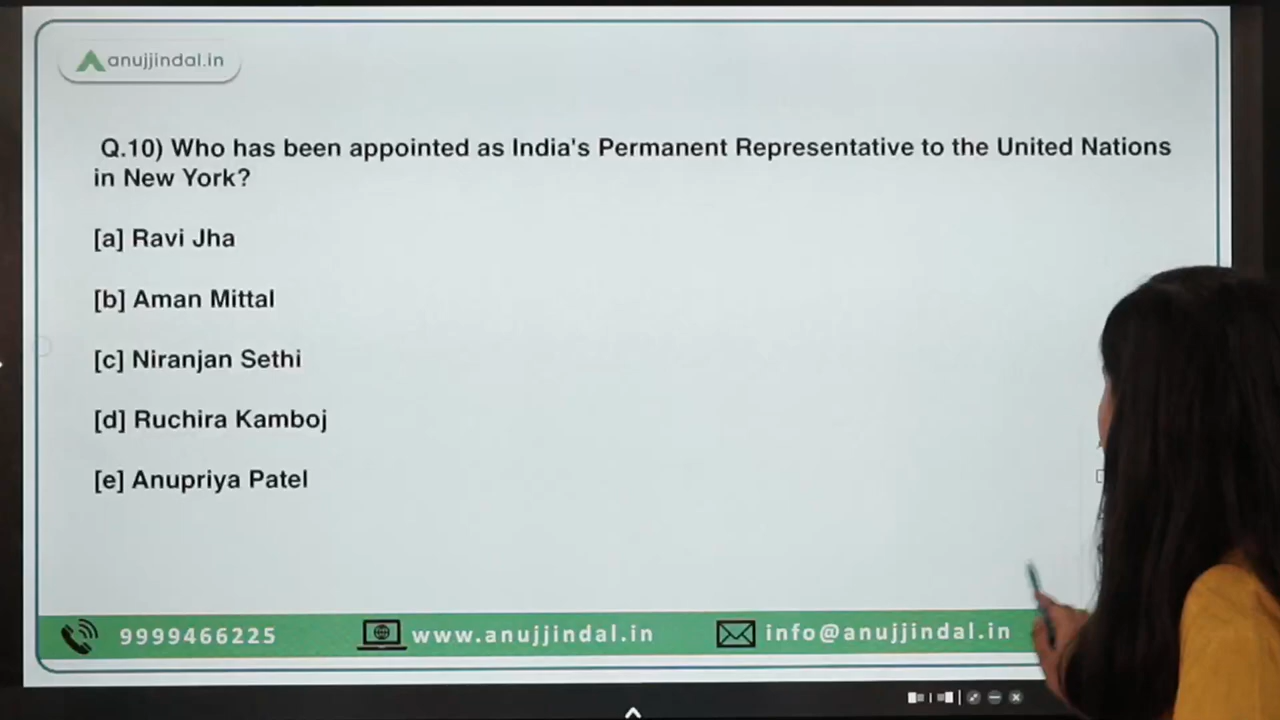 anujjindal.in
Q.10) Who has been appointed as India's Permanent Representative to the United Nations
in New York?
[a] Ravi Jha
[b] Aman Mittal
[c] Niranjan Sethi
[d] Ruchira Kamboj
[e] Anupriya Patel
9999466225 www.anujjindal.in info@anujjindal.in